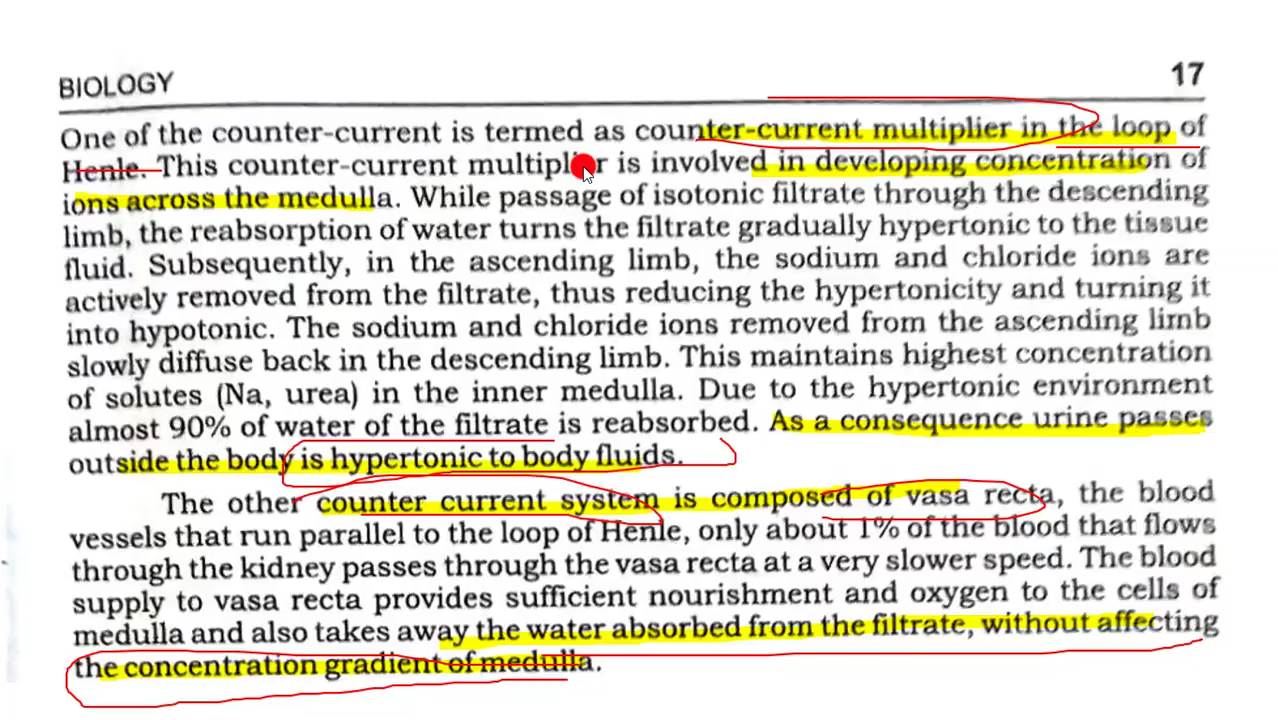 BIOLOGY 17
One of the counter-current is termed as counter-current multiplier in the loop of
Henle. This counter-current multiplier is involved in developing concentration of
ions across the medulla. While passage of isotonic filtrate through the descending
limb, the reabsorption of water turns the filtrate gradually hypertonic to the tissue
fluid. Subsequently, in the ascending limb, the sodium and chloride ions are
actively removed from the filtrate, thus reducing the hypertonicity and turning it
into hypotonic. The sodium and chloride ions removed from the ascending limb
slowly diffuse back in the descending limb. This maintains highest concentration
of solutes (Na, urea) in the inner medulla. Due to the hypertonic environment
almost 90% of water of the filtrate is reabsorbed. As a consequence urine passes
outside the body is hypertonic to body fluids.
The other counter current system is composed of vasa recta, the blood
vessels that run parallel to the loop of Henle, only about 1% of the blood that flows
through the kidney passes through the vasa recta at a very slower speed. The blood
supply to vasa recta provides sufficient nourishment and oxygen to the cells of
medulla and also takes away the water absorbed from the filtrate, without affecting
the concentration gradient of medulla.